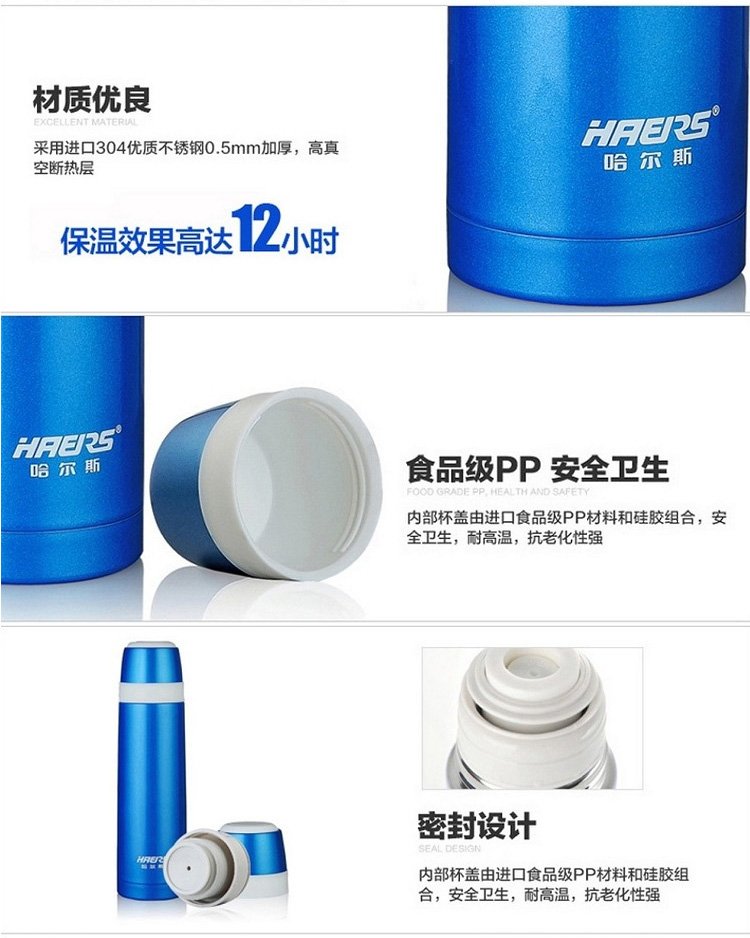 材质优良
EXCELLENT MATERIAL
采用进口304优质不锈钢0.5mm加厚，高真
空断热层
保温效果高达12小时
HAERS®
哈尔斯
HAERS®
哈尔斯
食品级PP 安全卫生
FOOD GRADE PP, HEALTH AND SAFETY
内部杯盖由进口食品级PP材料和硅胶组合，安
全卫生，耐高温，抗老化性强
HAERS
哈尔斯
密封设计
SEAL DESIGN
内部杯盖由进口食品级PP材料和硅胶组
合，安全卫生，耐高温，抗老化性强